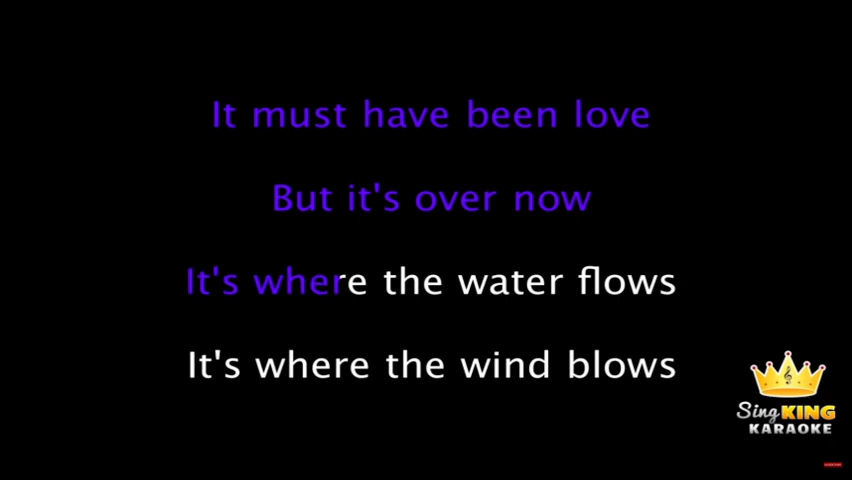 It must have been love
But it's over now
It's where the water flows
It's where the wind blows
Sing KING
KARAOKE